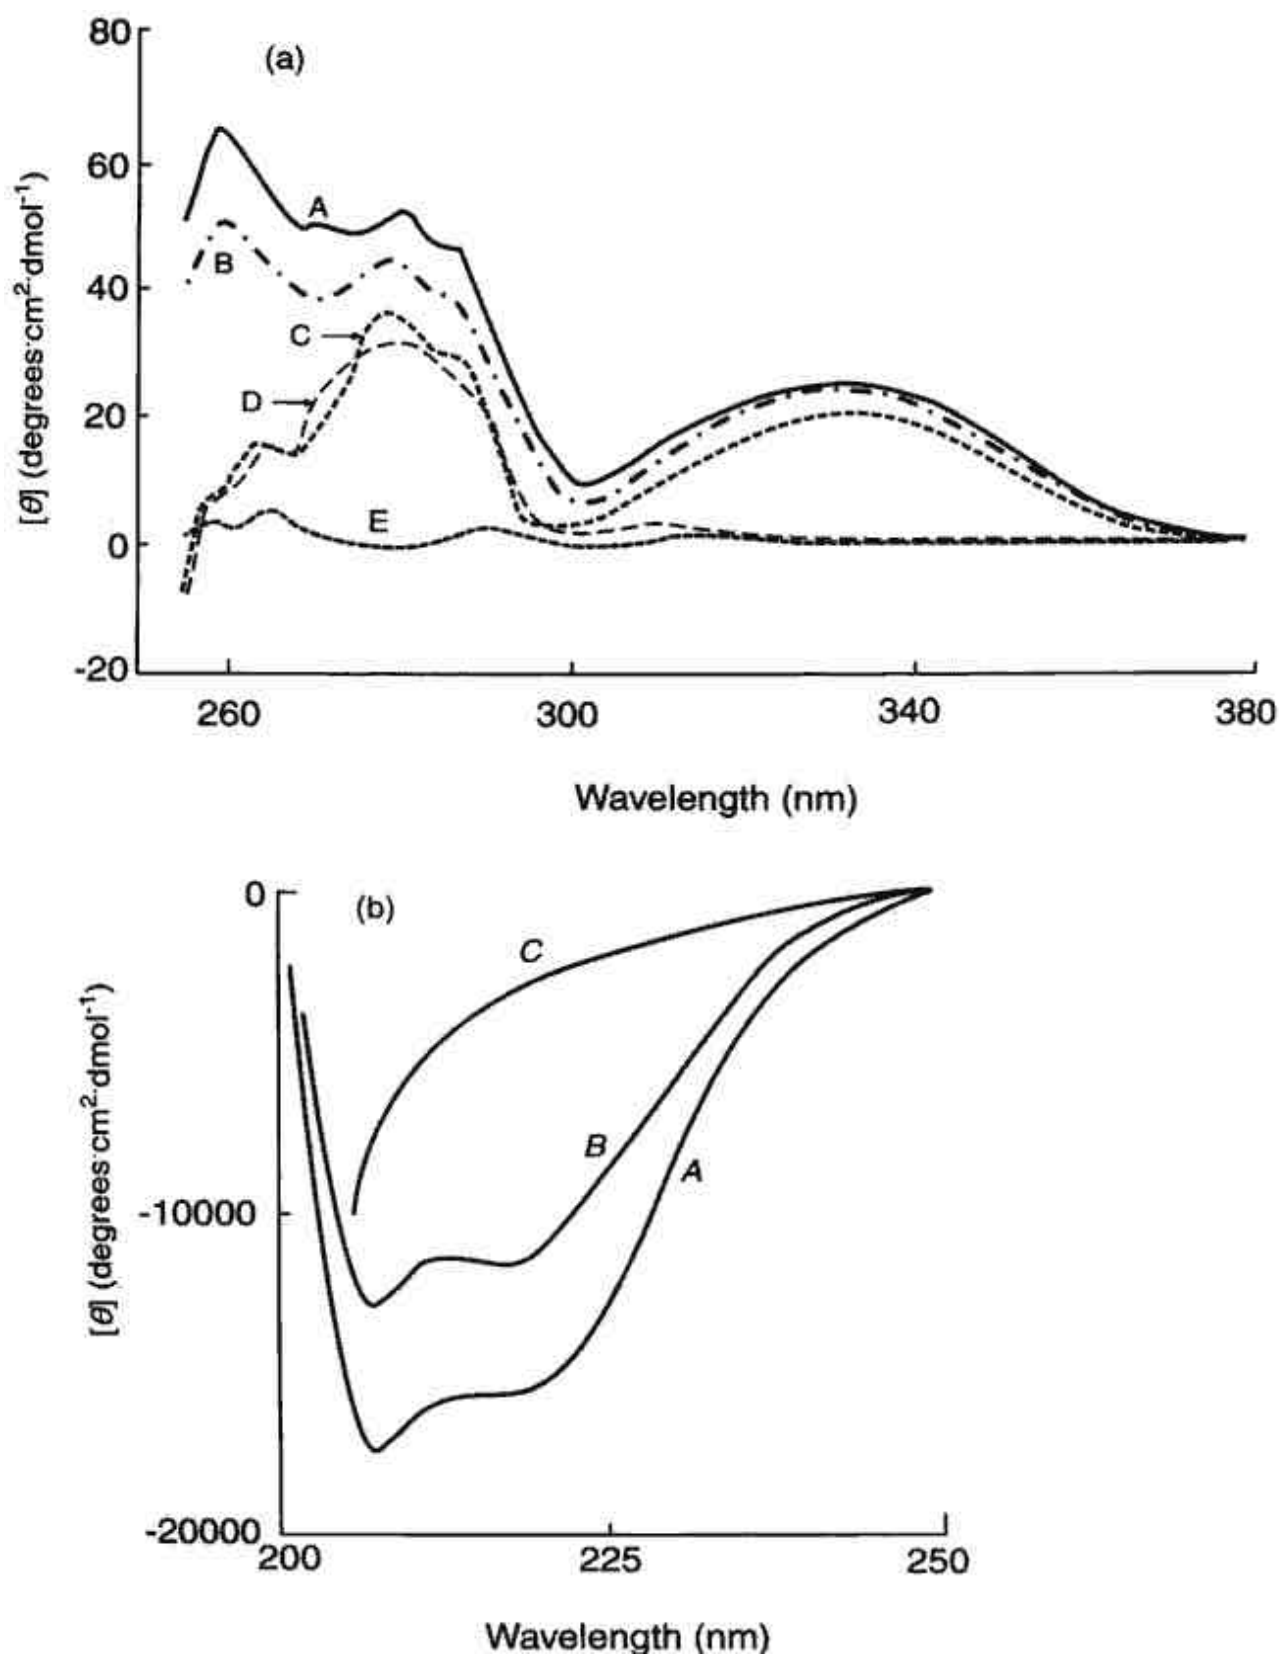 (a)
80
60
40
20
0
-20
A
B
C
D
E
260 300 340 380
[θ] (degrees·cm²·dmol⁻¹)
Wavelength (nm)
(b)
0
-10000
-20000
C
B
A
200 225 250
[θ] (degrees·cm²·dmol⁻¹)
Wavelength (nm)